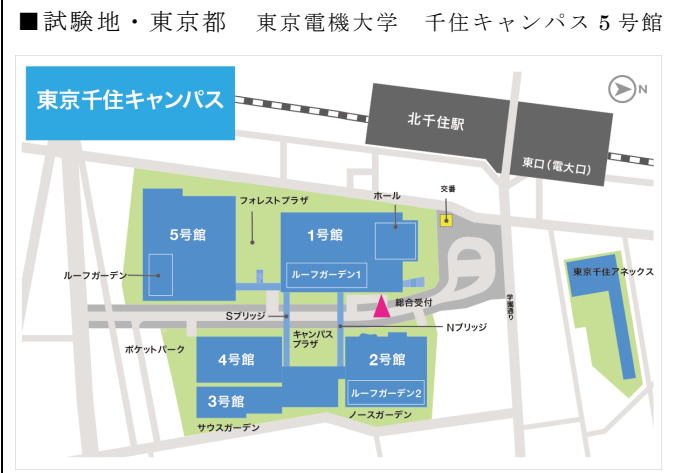 ■試験地・東京都　東京電機大学　千住キャンパス 5 号館
東京千住キャンパス
N
北千住駅
東口(電大口)
交番
ホール
フォレストプラザ
5号館
1号館
ルーフガーデン
ルーフガーデン1
東京千住アネックス
総合受付
学園通り
Sブリッジ
Nブリッジ
キャンパス
プラザ
ポケットパーク
4号館
2号館
3号館
ルーフガーデン2
ノースガーデン
サウスガーデン